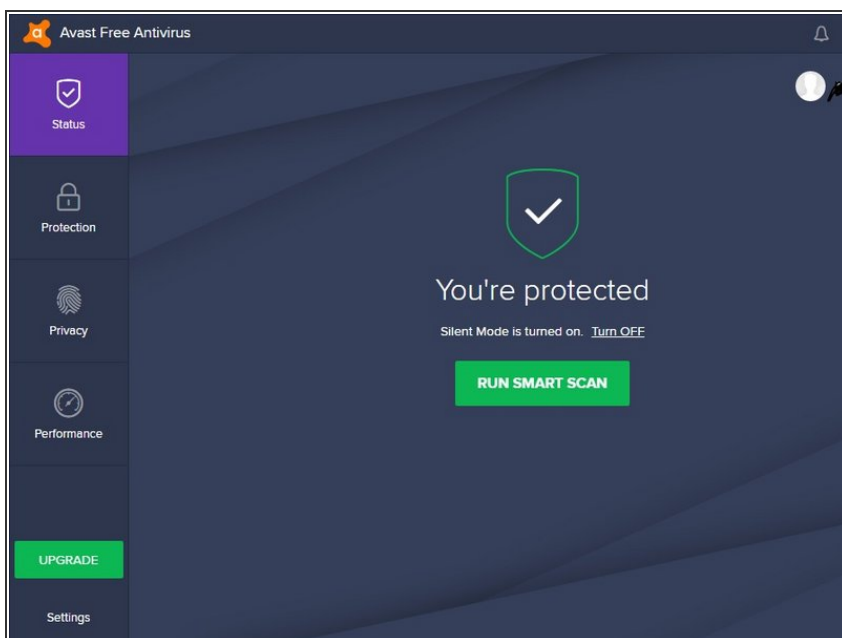 Avast Free Antivirus
Status
Protection
Privacy
Performance
UPGRADE
Settings
You're protected
Silent Mode is turned on. Turn OFF
RUN SMART SCAN